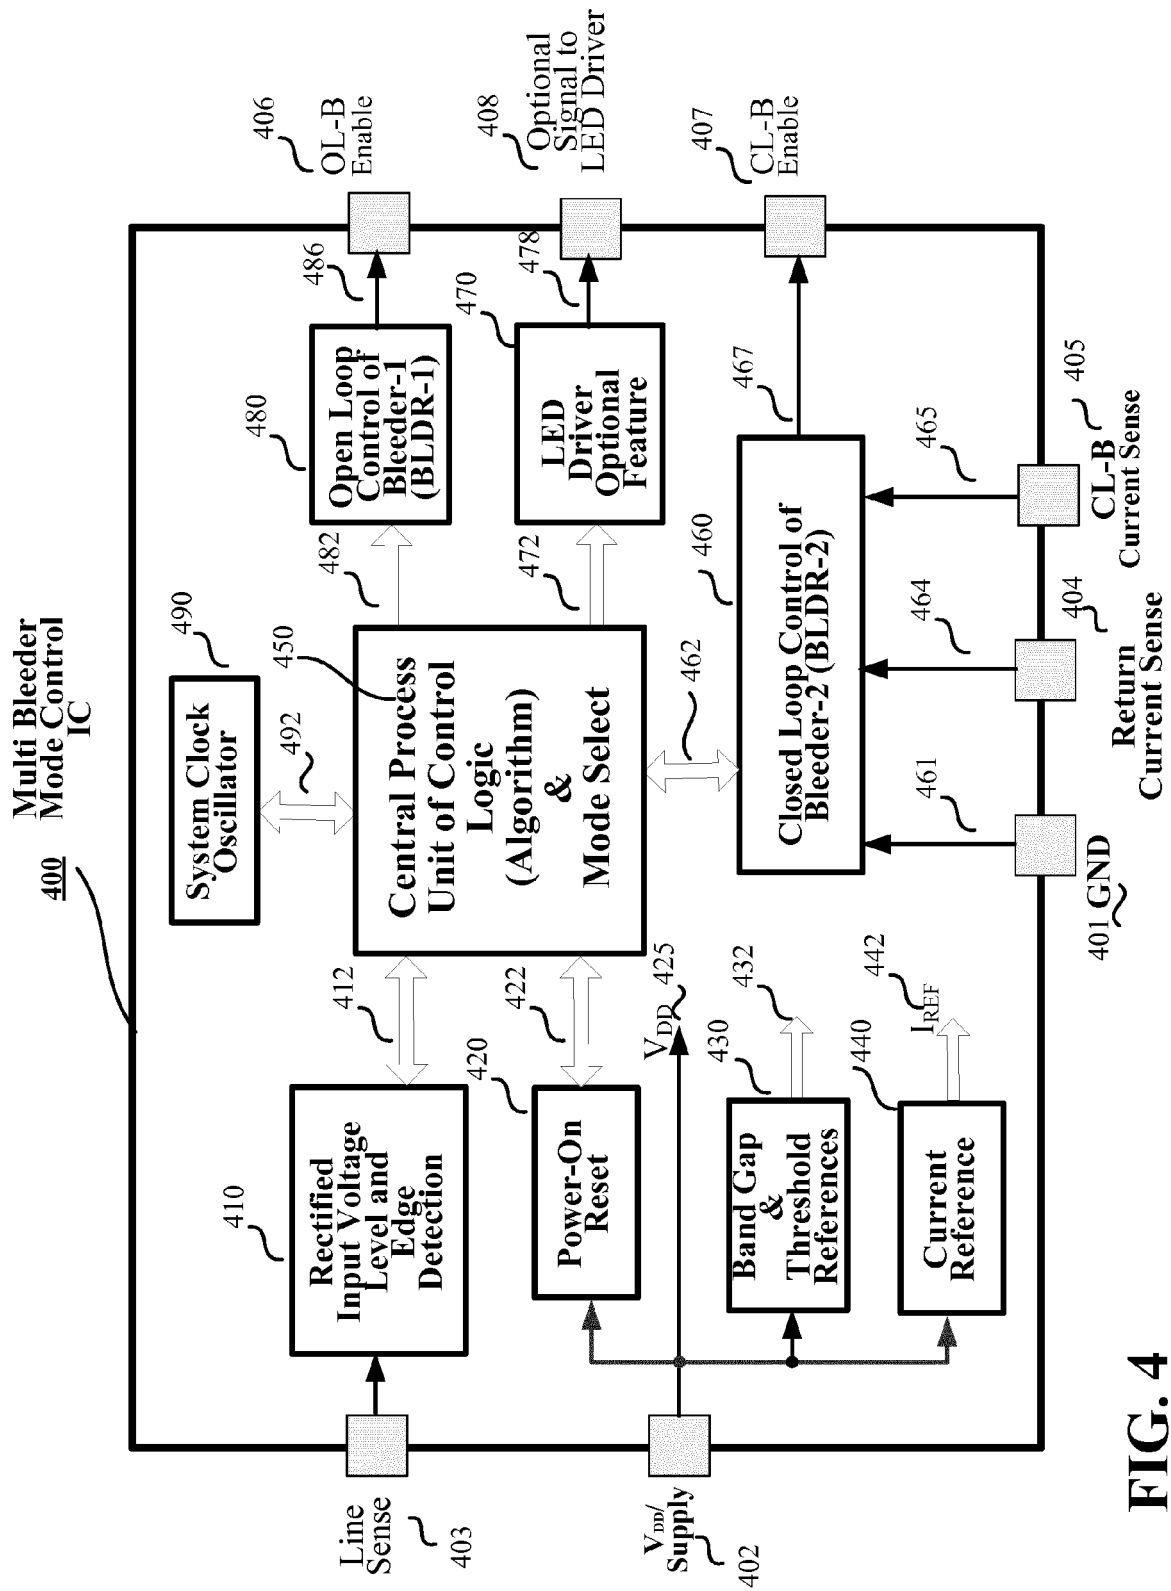 Multi Bleeder
Mode Control
IC
400
Line
Sense
403
V_DD/
Supply
402
410
Rectified
Input Voltage
Level and
Edge
Detection
412
420
Power-On
Reset
422
V_DD
425
430
Band Gap
&
Threshold
References
432
440
Current
Reference
I_REF
442
490
System Clock
Oscillator
492
450
Central Process
Unit of Control
Logic
(Algorithm)
&
Mode Select
462
460
Closed Loop Control of
Bleeder-2 (BLDR-2)
461
464
465
467
401 GND
Return
Current Sense
404
CL-B
Current Sense
405
480
Open Loop
Control of
Bleeder-1
(BLDR-1)
482
486
470
LED
Driver
Optional
Feature
472
478
406
OL-B
Enable
408
Optional
Signal to
LED Driver
407
CL-B
Enable
FIG. 4